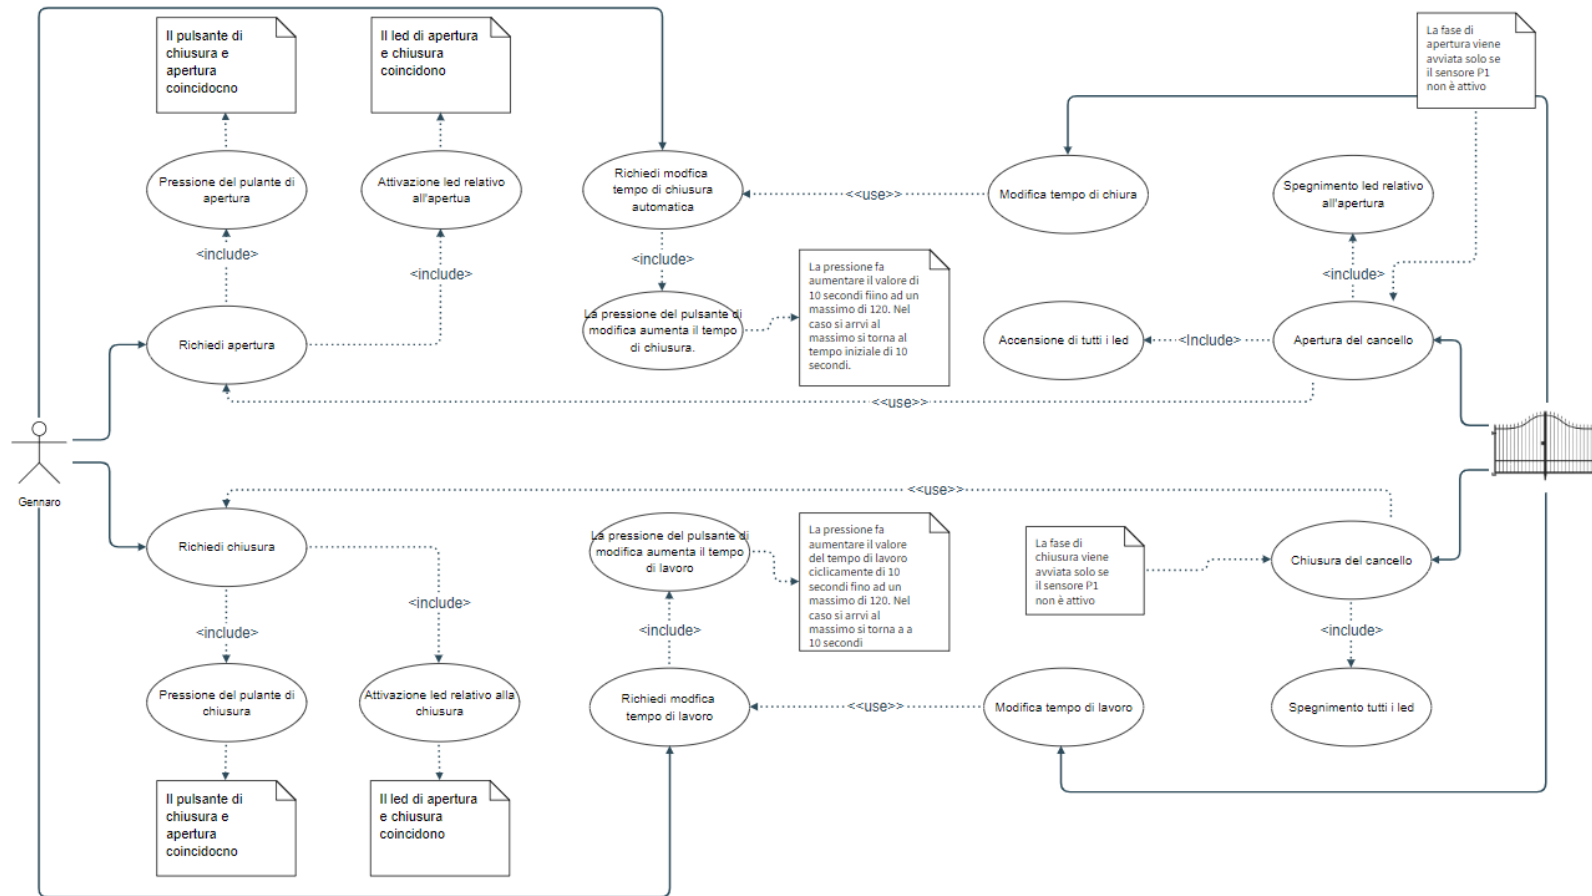 Il pulsante di
chiusura e
apertura
coincidocno
Il led di apertura
e chiusura
coincidono
La fase di
apertura viene
avviata solo se
il sensore P1
non è attivo
Pressione del pulante di
apertura
Attivazione led relativo
all'apertua
Richiedi modfica
tempo di chiusura
automatica
<<use>>
Modifica tempo di chiura
Spegnimento led relativo
all'apertura
<include>
<include>
<include>
<include>
La pressione fa
aumentare il valore di
10 secondi fiino ad un
massimo di 120. Nel
caso si arrvi al
massimo si torna al
tempo iniziale di 10
secondi.
La pressione del pulsante di
modifica aumenta il tempo
di chiusura.
Richiedi apertura
Accensione di tutti i led
<Include>
Apertura del cancello
<<use>>
Gennaro
<<use>>
Richiedi chiusura
La pressione del pulsante di
modifica aumenta il tempo
di lavoro
La pressione fa
aumentare il valore
del tempo di lavoro
ciclicamente di 10
secondi fino ad un
massimo di 120. Nel
caso si arrvi al
massimo si torna a a
10 secondi
La fase di
chiusura viene
avviata solo se
il sensore P1
non è attivo
Chiusura del cancello
<include>
<include>
<include>
<include>
Pressione del pulante di
chiusura
Attivazione led relativo alla
chiusura
Richiedi modfica
tempo di lavoro
<<use>>
Modifica tempo di lavoro
Spegnimento tutti i led
Il pulsante di
chiusura e
apertura
coincidocno
Il led di apertura
e chiusura
coincidono